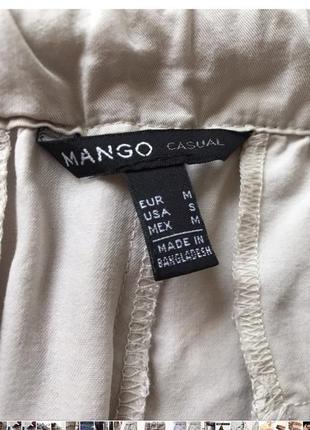 MANGO CASUAL
EUR M
USA S
MEX M
MADE IN
BANGLADESH